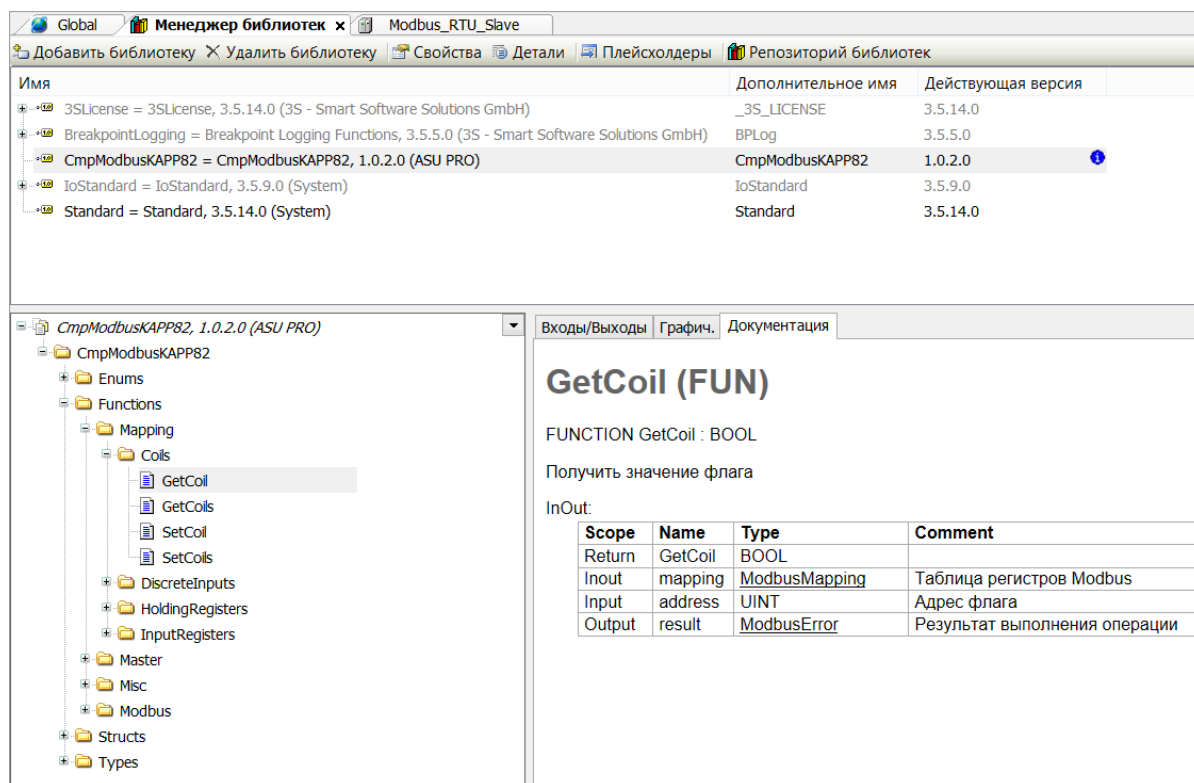 Global Менеджер библиотек x Modbus_RTU_Slave
Добавить библиотеку Удалить библиотеку Свойства Детали Плейсхолдеры Репозиторий библиотек
Имя Дополнительное имя Действующая версия
3SLicense = 3SLicense, 3.5.14.0 (3S - Smart Software Solutions GmbH) _3S_LICENSE 3.5.14.0
BreakpointLogging = Breakpoint Logging Functions, 3.5.5.0 (3S - Smart Software Solutions GmbH) BPLog 3.5.5.0
CmpModbusKAPP82 = CmpModbusKAPP82, 1.0.2.0 (ASU PRO) CmpModbusKAPP82 1.0.2.0
IoStandard = IoStandard, 3.5.9.0 (System) IoStandard 3.5.9.0
Standard = Standard, 3.5.14.0 (System) Standard 3.5.14.0
CmpModbusKAPP82, 1.0.2.0 (ASU PRO)
CmpModbusKAPP82
Enums
Functions
Mapping
Coils
GetCoil
GetCoils
SetCoil
SetCoils
DiscreteInputs
HoldingRegisters
InputRegisters
Master
Misc
Modbus
Structs
Types
Входы/Выходы Графич. Документация
GetCoil (FUN)
FUNCTION GetCoil : BOOL
Получить значение флага
InOut:
Scope Name Type Comment
Return GetCoil BOOL
Inout mapping ModbusMapping Таблица регистров Modbus
Input address UINT Адрес флага
Output result ModbusError Результат выполнения операции